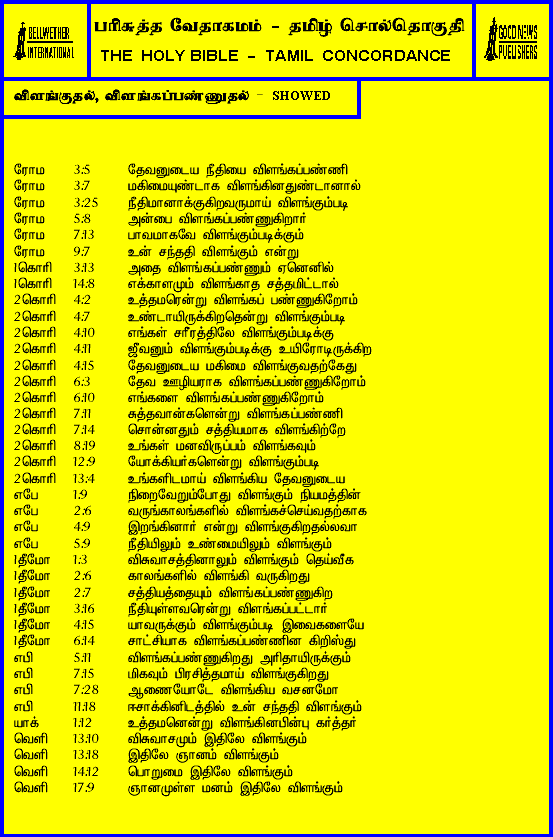 BELLWETHER
INTERNATIONAL
பரிசுத்த வேதாகமம் - தமிழ் சொல்தொகுதி
THE HOLY BIBLE - TAMIL CONCORDANCE
GOOD NEWS
PUBLISHERS
விளங்குதல், விளங்கப்பண்ணுதல் - SHOWED
ரோம 3:5 தேவனுடைய நீதியை விளங்கப்பண்ணி
ரோம 3:7 மகிமையுண்டாக விளங்கினதுண்டானால்
ரோம 3:25 நீதிமானாக்குகிறவருமாய் விளங்கும்படி
ரோம 5:8 அன்பை விளங்கப்பண்ணுகிறார்
ரோம 7:13 பாவமாகவே விளங்கும்படிக்கும்
ரோம 9:7 உன் சந்ததி விளங்கும் என்று
1கொரி 3:13 அதை விளங்கப்பண்ணும் ஏனெனில்
1கொரி 14:8 எக்காளமும் விளங்காத சத்தமிட்டால்
2கொரி 4:2 உத்தமரென்று விளங்கப் பண்ணுகிறோம்
2கொரி 4:7 உண்டாயிருக்கிறதென்று விளங்கும்படி
2கொரி 4:10 எங்கள் சரீரத்திலே விளங்கும்படிக்கு
2கொரி 4:11 ஜீவனும் விளங்கும்படிக்கு உயிரோடிருக்கிற
2கொரி 4:15 தேவனுடைய மகிமை விளங்குவதற்கேது
2கொரி 6:3 தேவ ஊழியராக விளங்கப்பண்ணுகிறோம்
2கொரி 6:10 எங்களை விளங்கப்பண்ணுகிறோம்
2கொரி 7:11 சுத்தவான்களென்று விளங்கப்பண்ணி
2கொரி 7:14 சொன்னதும் சத்தியமாக விளங்கிற்றே
2கொரி 8:19 உங்கள் மனவிருப்பம் விளங்கவும்
2கொரி 12:9 யோக்கியர்களென்று விளங்கும்படி
2கொரி 13:4 உங்களிடமாய் விளங்கிய தேவனுடைய
எபே 1:9 நிறைவேறும்போது விளங்கும் நியமத்தின்
எபே 2:6 வருங்காலங்களில் விளங்கச்செய்வதற்காக
எபே 4:9 இறங்கினார் என்று விளங்குகிறதல்லவா
எபே 5:9 நீதியிலும் உண்மையிலும் விளங்கும்
1தீமோ 1:3 விசுவாசத்தினாலும் விளங்கும் தெய்வீக
1தீமோ 2:6 காலங்களில் விளங்கி வருகிறது
1தீமோ 2:7 சத்தியத்தையும் விளங்கப்பண்ணுகிற
1தீமோ 3:16 நீதியுள்ளவரென்று விளங்கப்பட்டார்
1தீமோ 4:15 யாவருக்கும் விளங்கும்படி இவைகளையே
1தீமோ 6:14 சாட்சியாக விளங்கப்பண்ணின கிறிஸ்து
எபி 5:11 விளங்கப்பண்ணுகிறது அரிதாயிருக்கும்
எபி 7:15 மிகவும் பிரசித்தமாய் விளங்குகிறது
எபி 7:28 ஆணையோடே விளங்கிய வசனமோ
எபி 11:18 ஈசாக்கினிடத்தில் உன் சந்ததி விளங்கும்
யாக் 1:12 உத்தமனென்று விளங்கினபின்பு கர்த்தர்
வெளி 13:10 விசுவாசமும் இதிலே விளங்கும்
வெளி 13:18 இதிலே ஞானம் விளங்கும்
வெளி 14:12 பொறுமை இதிலே விளங்கும்
வெளி 17:9 ஞானமுள்ள மனம் இதிலே விளங்கும்